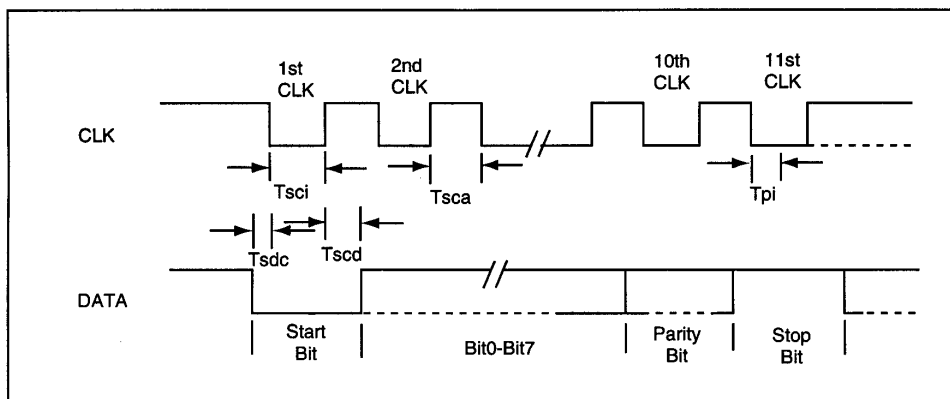 1st
CLK
2nd
CLK
10th
CLK
11st
CLK
CLK
Tsci
Tsca
Tpi
Tsdc
Tscd
DATA
Start
Bit
Bit0-Bit7
Parity
Bit
Stop
Bit